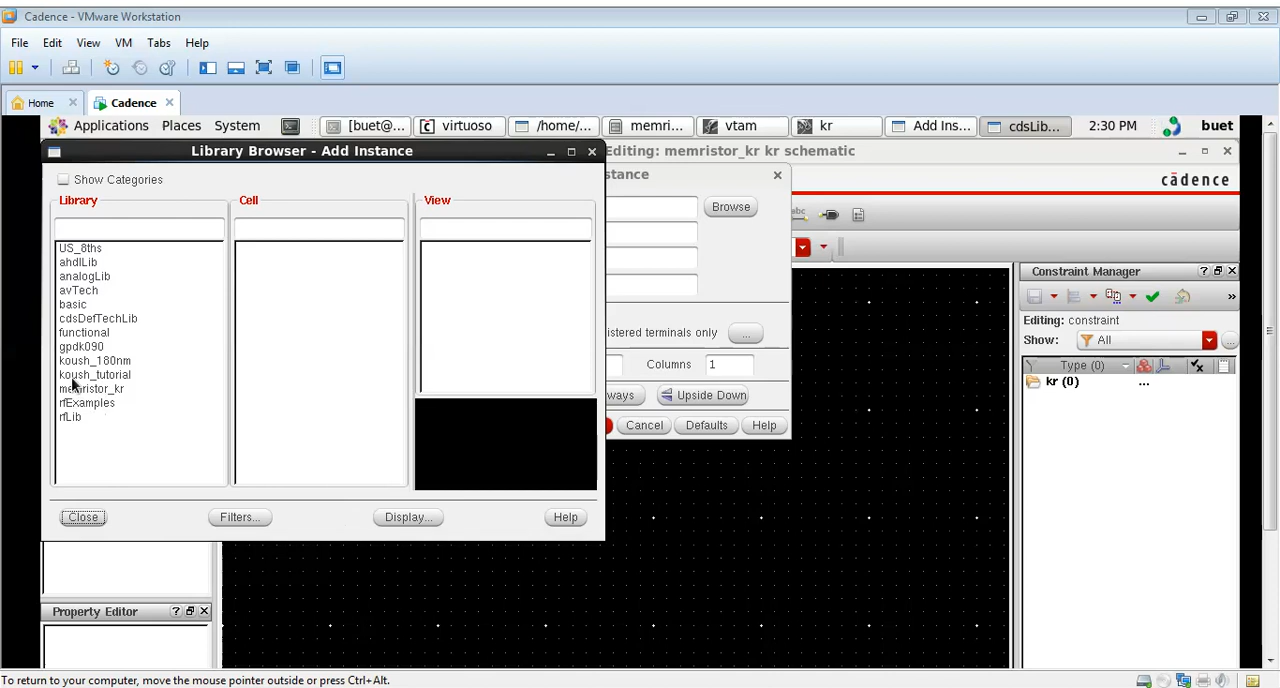 Cadence - VMware Workstation
File Edit View VM Tabs Help
Home Cadence
Applications Places System [buet@... virtuoso /home/... memri... vtam kr Add Ins... cdsLib... 2:30 PM buet
Library Browser - Add Instance
Editing: memristor_kr kr schematic
Show Categories
stance
cādence
Library Cell View
Browse
abc
US_8ths
ahdlLib
analogLib
avTech
basic
cdsDefTechLib
functional
gpdk090
koush_180nm
koush_tutorial
memristor_kr
rfExamples
rfLib
istered terminals only ...
Columns 1
ways Upside Down
Cancel Defaults Help
Constraint Manager
»
Editing: constraint
Show: All ...
Type (0)
kr (0) ...
Close Filters... Display... Help
Property Editor
To return to your computer, move the mouse pointer outside or press Ctrl+Alt.